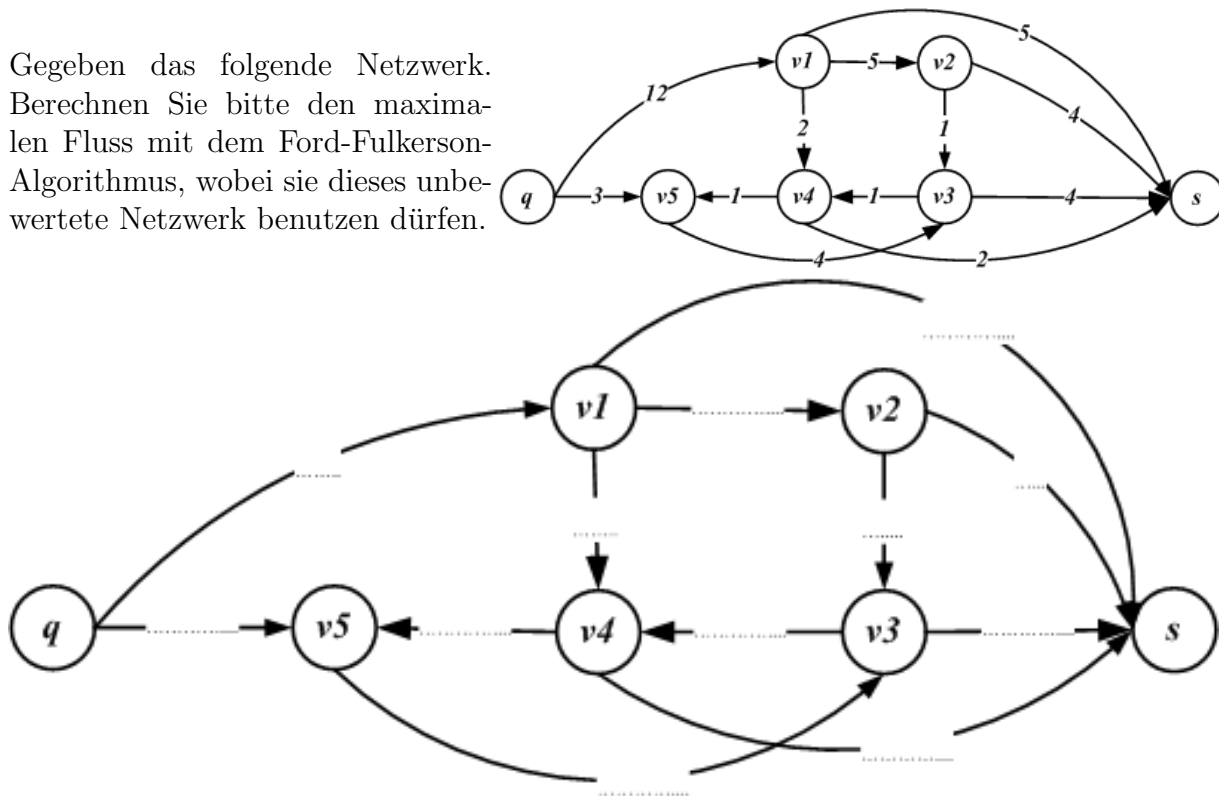 Gegeben das folgende Netzwerk.
Berechnen Sie bitte den maxima-
len Fluss mit dem Ford-Fulkerson-
Algorithmus, wobei sie dieses unbe-
wertete Netzwerk benutzen dürfen.
5
v1 5 v2
12 4
2 1
q 3 v5 1 v4 1 v3 4 s
4 2
v1 v2
q v5 v4 v3 s